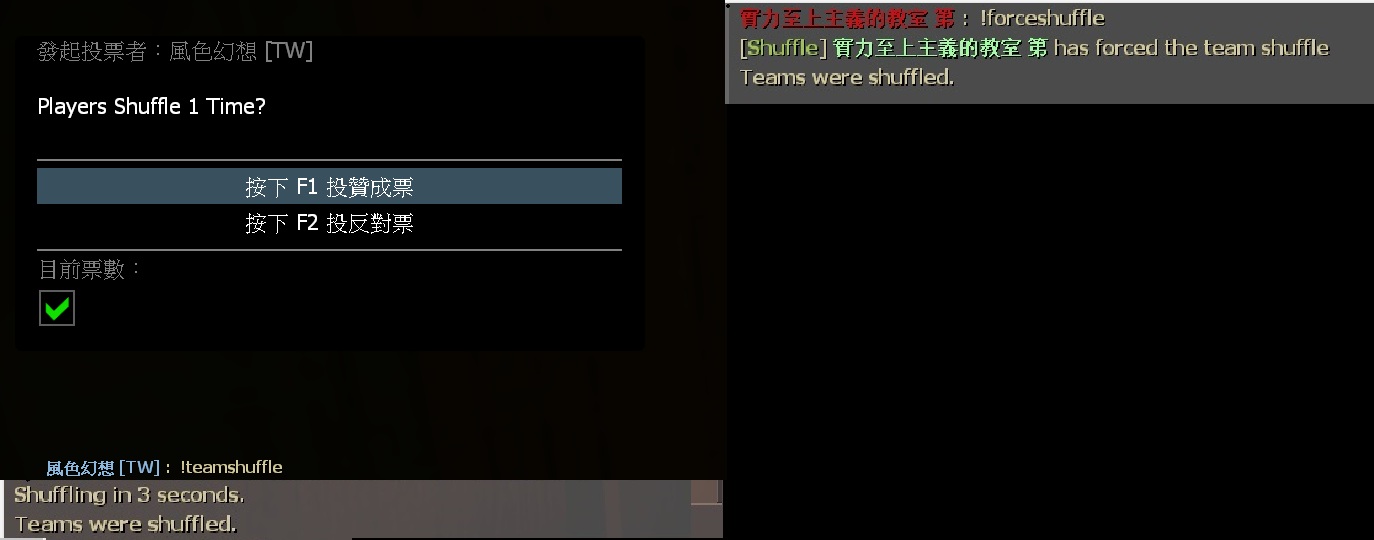 發起投票者：風色幻想 [TW]
Players Shuffle 1 Time?
按下 F1 投贊成票
按下 F2 投反對票
目前票數：
風色幻想 [TW] : !teamshuffle
Shuffling in 3 seconds.
Teams were shuffled.
實力至上主義的教室 第 : !forceshuffle
[Shuffle] 實力至上主義的教室 第 has forced the team shuffle
Teams were shuffled.